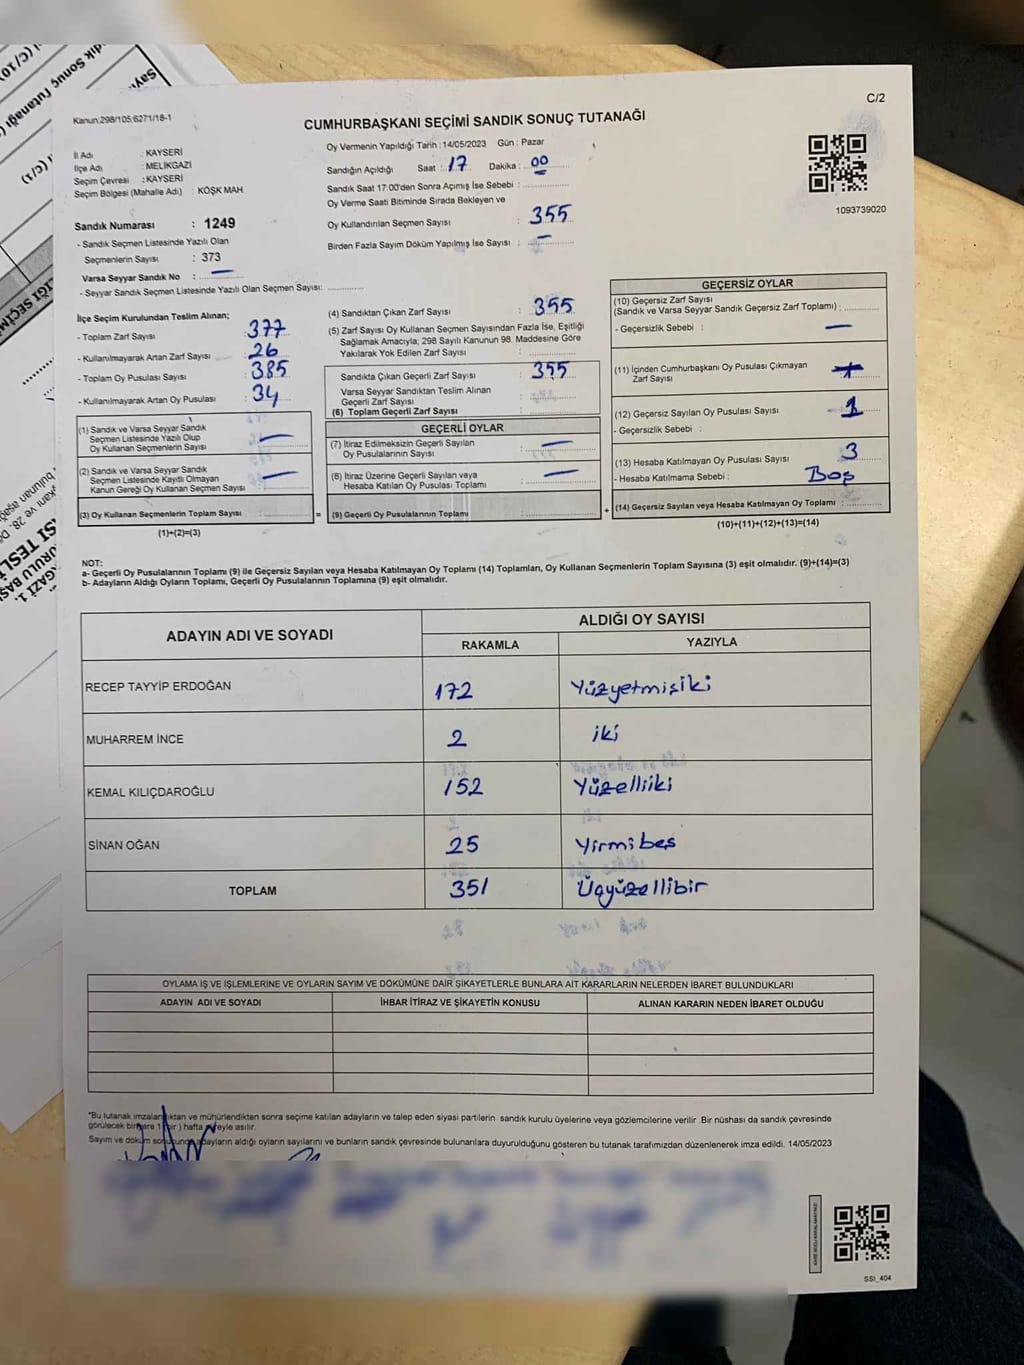 C/2
Kanun:298/105,6271/18-1
CUMHURBAŞKANI SEÇİMİ SANDIK SONUÇ TUTANAĞI
İl Adı : KAYSERİ
İlçe Adı : MELİKGAZİ
Seçim Çevresi : KAYSERİ
Seçim Bölgesi (Mahalle Adı) : KÖŞK MAH.
Oy Vermenin Yapıldığı Tarih : 14/05/2023 Gün : Pazar
Sandığın Açıldığı Saat : 17 Dakika : 00
Sandık Saat 17:00'den Sonra Açımış İse Sebebi :
Oy Verme Saati Bitiminde Sırada Bekleyen ve
Oy Kullandırılan Seçmen Sayısı : 355
Birden Fazla Sayım Döküm Yapılmış İse Sayısı : —
1093739020
Sandık Numarası : 1249
- Sandık Seçmen Listesinde Yazılı Olan
Seçmenlerin Sayısı : 373
Varsa Seyyar Sandık No : —
- Seyyar Sandık Seçmen Listesinde Yazılı Olan Seçmen Sayısı:
İlçe Seçim Kurulundan Teslim Alınan;
- Toplam Zarf Sayısı : 377
- Kullanılmayarak Artan Zarf Sayısı : 26
- Toplam Oy Pusulası Sayısı : 385
- Kullanılmayarak Artan Oy Pusulası : 34
(1) Sandık ve Varsa Seyyar Sandık
Seçmen Listesinde Yazılı Olup
Oy Kullanan Seçmenlerin Sayısı —
(2) Sandık ve Varsa Seyyar Sandık
Seçmen Listesinde Kayıtlı Olmayan
Kanun Gereği Oy Kullanan Seçmen Sayısı —
(3) Oy Kullanan Seçmenlerin Toplam Sayısı
(1)+(2)=(3)
=
(4) Sandıktan Çıkan Zarf Sayısı : 355
(5) Zarf Sayısı Oy Kullanan Seçmen Sayısından Fazla İse, Eşitliği
Sağlamak Amacıyla; 298 Sayılı Kanunun 98. Maddesine Göre
Yakılarak Yok Edilen Zarf Sayısı :
Sandıkta Çıkan Geçerli Zarf Sayısı : 355
Varsa Seyyar Sandıktan Teslim Alınan
Geçerli Zarf Sayısı :
(6) Toplam Geçerli Zarf Sayısı :
GEÇERLİ OYLAR
(7) İtiraz Edilmeksizin Geçerli Sayılan
Oy Pusulalarının Sayısı : —
(8) İtiraz Üzerine Geçerli Sayılan veya
Hesaba Katılan Oy Pusulası Toplamı : —
(9) Geçerli Oy Pusulalarının Toplamı :
+
GEÇERSİZ OYLAR
(10) Geçersiz Zarf Sayısı
(Sandık ve Varsa Seyyar Sandık Geçersiz Zarf Toplamı) :
- Geçersizlik Sebebi : —
(11) İçinden Cumhurbaşkanı Oy Pusulası Çıkmayan
Zarf Sayısı :
(12) Geçersiz Sayılan Oy Pusulası Sayısı : 1
- Geçersizlik Sebebi :
(13) Hesaba Katılmayan Oy Pusulası Sayısı : 3
- Hesaba Katılmama Sebebi : Boş
(14) Geçersiz Sayılan veya Hesaba Katılmayan Oy Toplamı :
(10)+(11)+(12)+(13)=(14)
NOT:
a- Geçerli Oy Pusulalarının Toplamı (9) ile Geçersiz Sayılan veya Hesaba Katılmayan Oy Toplamı (14) Toplamları, Oy Kullanan Seçmenlerin Toplam Sayısına (3) eşit olmalıdır. (9)+(14)=(3)
b- Adayların Aldığı Oyların Toplamı, Geçerli Oy Pusulalarının Toplamına (9) eşit olmalıdır.
ADAYIN ADI VE SOYADI
ALDIĞI OY SAYISI
RAKAMLA YAZIYLA
RECEP TAYYİP ERDOĞAN 172 Yüzyetmişiki
MUHARREM İNCE 2 iki
KEMAL KILIÇDAROĞLU 152 Yüzelliiki
SİNAN OĞAN 25 Yirmibeş
TOPLAM 351 Üçyüzellibir
OYLAMA İŞ VE İŞLEMLERİNE VE OYLARIN SAYIM VE DÖKÜMÜNE DAİR ŞİKAYETLERLE BUNLARA AİT KARARLARIN NELERDEN İBARET BULUNDUKLARI
ADAYIN ADI VE SOYADI İHBAR İTİRAZ VE ŞİKAYETİN KONUSU ALINAN KARARIN NEDEN İBARET OLDUĞU
*Bu tutanak ve mühürlendikten sonra seçime katılan adayların ve talep eden siyasi partilerin sandık kurulu üyelerine veya gözlemcilerine verilir .Bir nüshası da sandık çevresinde
görülecek bir yere 1 ( bir ) hafta asılır.
Sayım ve döküm adayların aldığı oyların sayılarını ve bunların sandık çevresinde bulunanlara duyurulduğunu gösteren bu tutanak tarafımızdan düzenlenerek imza edildi. 14/05/2023
SSI_404